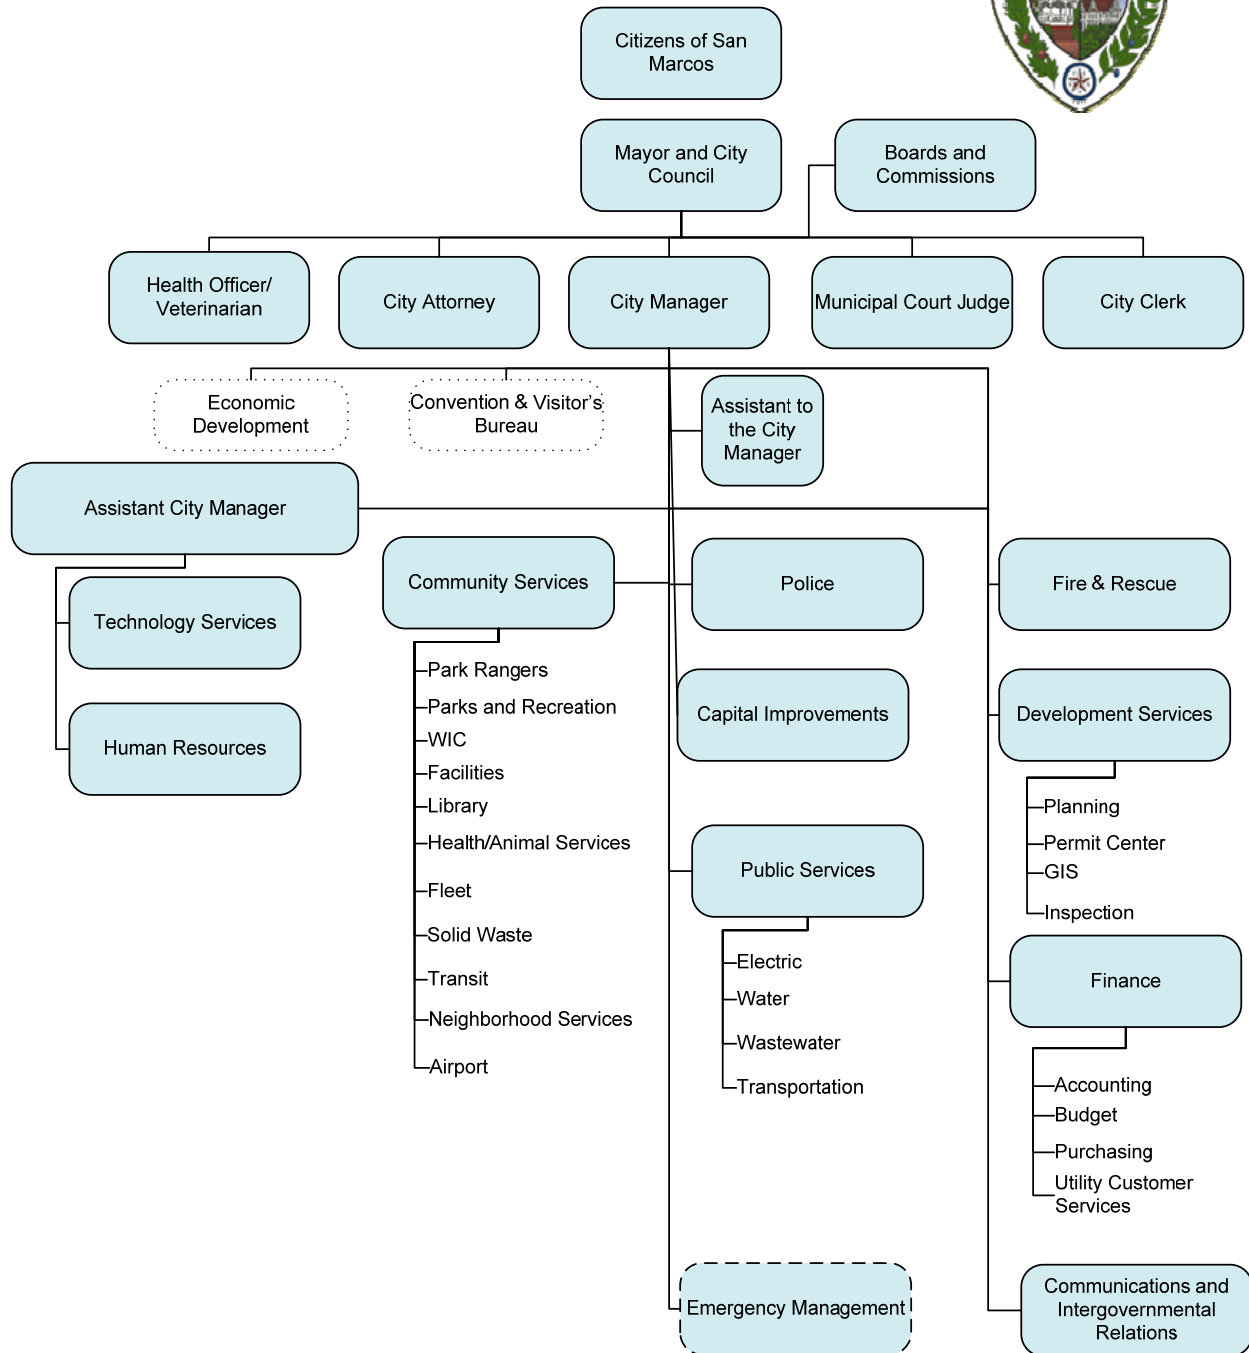 Citizens of San
Marcos
Mayor and City
Council
Boards and
Commissions
Health Officer/
Veterinarian
City Attorney
City Manager
Municipal Court Judge
City Clerk
Economic
Development
Convention & Visitor's
Bureau
Assistant to
the City
Manager
Assistant City Manager
Technology Services
Human Resources
Community Services
Park Rangers
Parks and Recreation
WIC
Facilities
Library
Health/Animal Services
Fleet
Solid Waste
Transit
Neighborhood Services
Airport
Police
Capital Improvements
Public Services
Electric
Water
Wastewater
Transportation
Emergency Management
Fire & Rescue
Development Services
Planning
Permit Center
GIS
Inspection
Finance
Accounting
Budget
Purchasing
Utility Customer
Services
Communications and
Intergovernmental
Relations